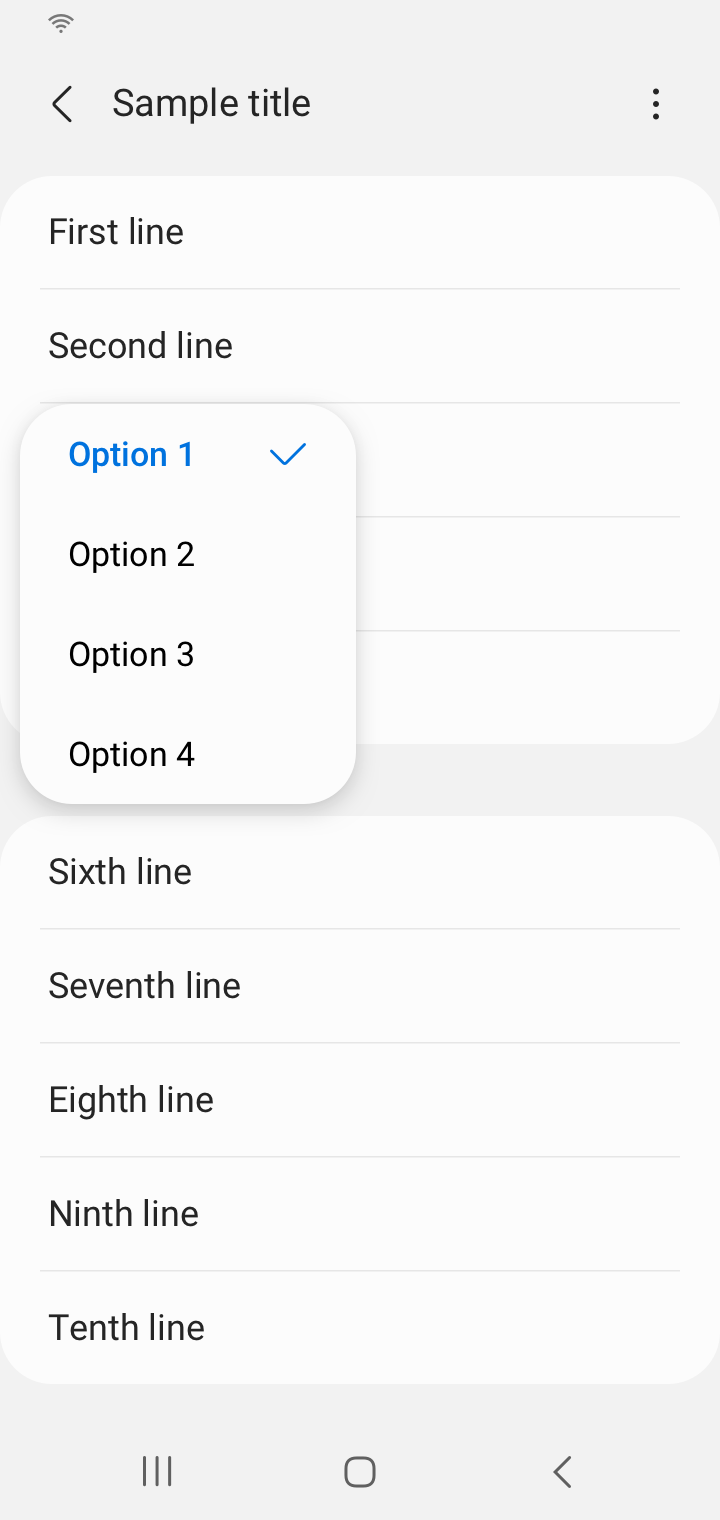 Sample title
First line
Second line
Option 1
Option 2
Option 3
Option 4
Sixth line
Seventh line
Eighth line
Ninth line
Tenth line